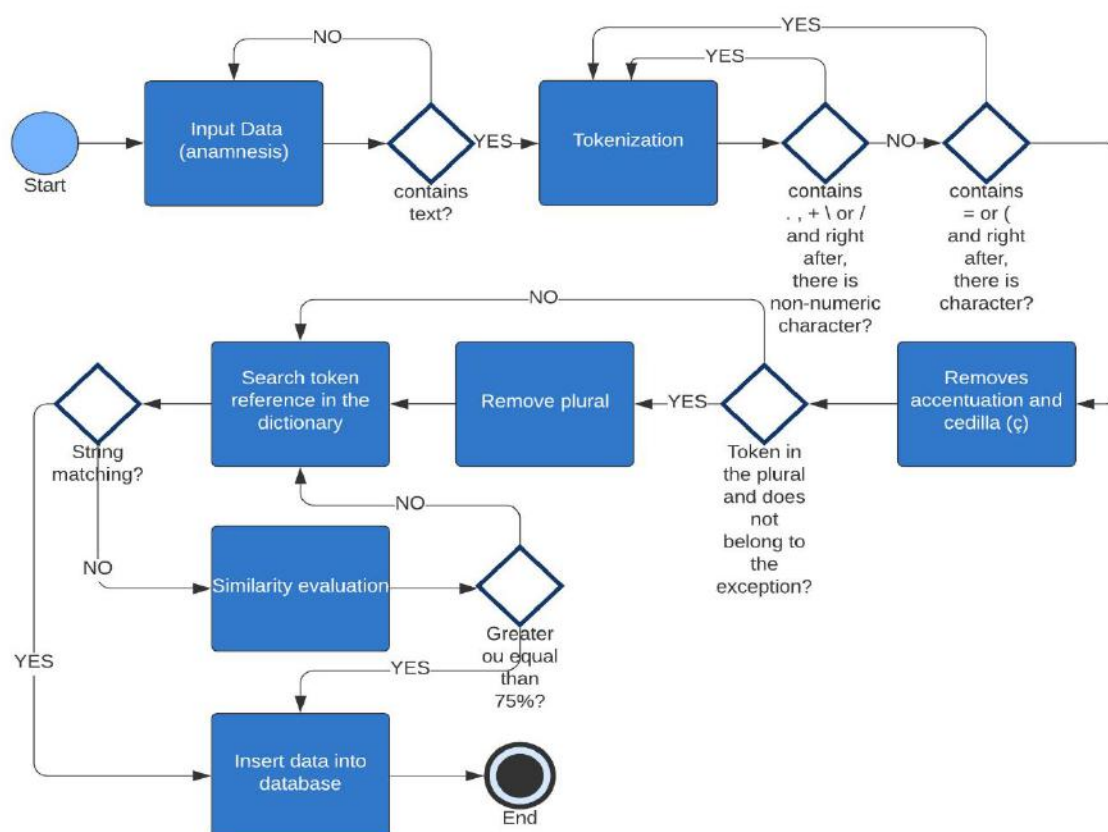 NO
YES
YES
Input Data
(anamnesis)
YES
Tokenization
NO
Start
contains
text?
contains
. , + \ or /
and right
after,
there is
non-numeric
character?
contains
= or (
and right
after,
there is
character?
NO
Search token
reference in the
dictionary
Remove plural
YES
Removes
accentuation and
cedilla (ç)
String
matching?
Token in
the plural
and does
not
belong to
the
exception?
NO
NO
Similarity evaluation
Greater
ou equal
than
75%?
YES
YES
Insert data into
database
End